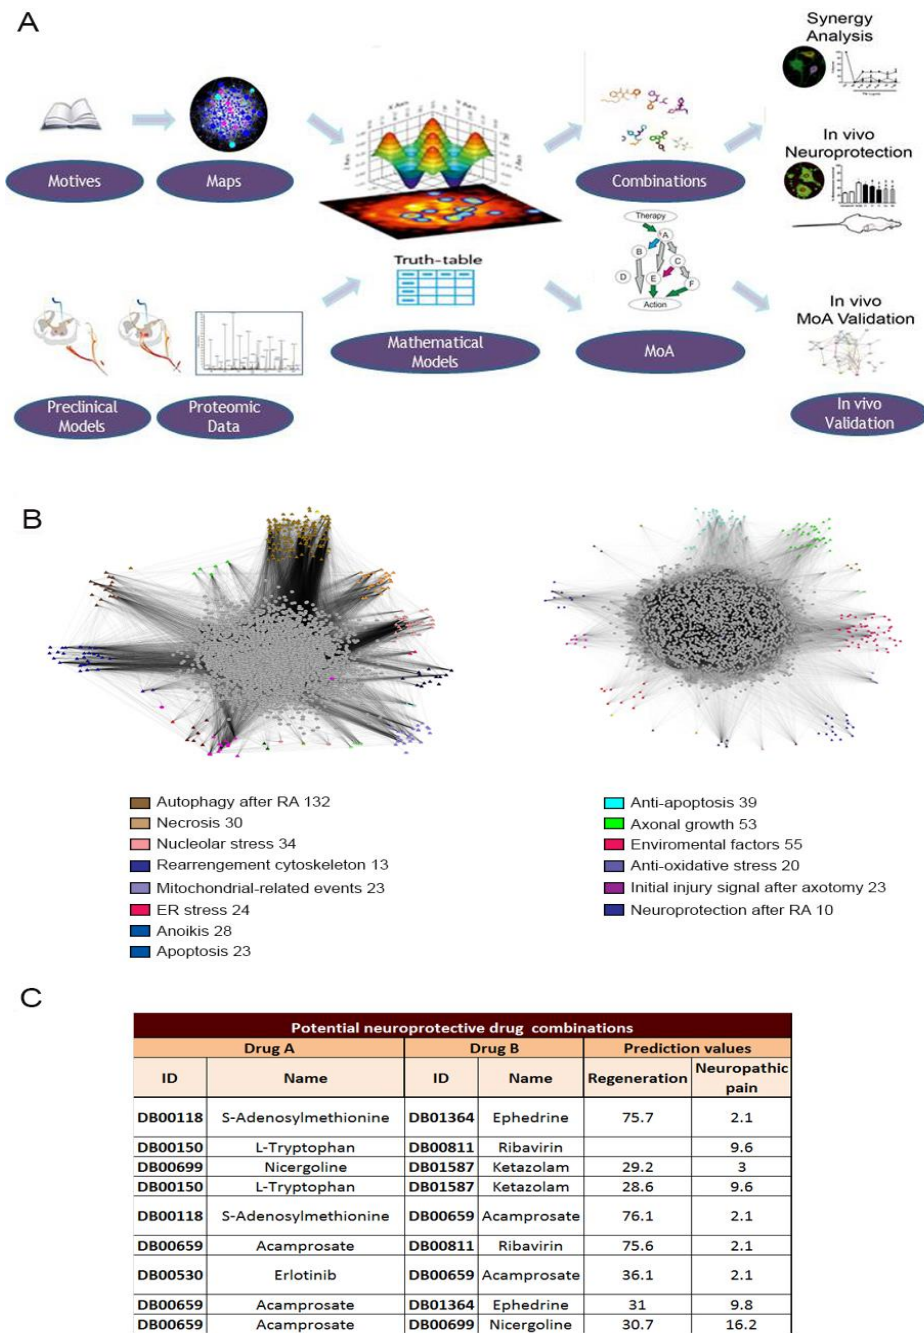 A
Synergy
Analysis
Motives
Maps
Combinations
In vivo
Neuroprotection
Therapy
A
B
C
D
E
F
Action
Truth-table
Mathematical
Models
MoA
In vivo
MoA Validation
Preclinical
Models
Proteomic
Data
In vivo
Validation
B
Autophagy after RA 132
Necrosis 30
Nucleolar stress 34
Rearrengement cytoskeleton 13
Mitochondrial-related events 23
ER stress 24
Anoikis 28
Apoptosis 23
Anti-apoptosis 39
Axonal growth 53
Enviromental factors 55
Anti-oxidative stress 20
Initial injury signal after axotomy 23
Neuroprotection after RA 10
C
Potential neuroprotective drug combinations
Drug A Drug B Prediction values
ID Name ID Name Regeneration Neuropathic pain
DB00118 S-Adenosylmethionine DB01364 Ephedrine 75.7 2.1
DB00150 L-Tryptophan DB00811 Ribavirin 9.6
DB00699 Nicergoline DB01587 Ketazolam 29.2 3
DB00150 L-Tryptophan DB01587 Ketazolam 28.6 9.6
DB00118 S-Adenosylmethionine DB00659 Acamprosate 76.1 2.1
DB00659 Acamprosate DB00811 Ribavirin 75.6 2.1
DB00530 Erlotinib DB00659 Acamprosate 36.1 2.1
DB00659 Acamprosate DB01364 Ephedrine 31 9.8
DB00659 Acamprosate DB00699 Nicergoline 30.7 16.2